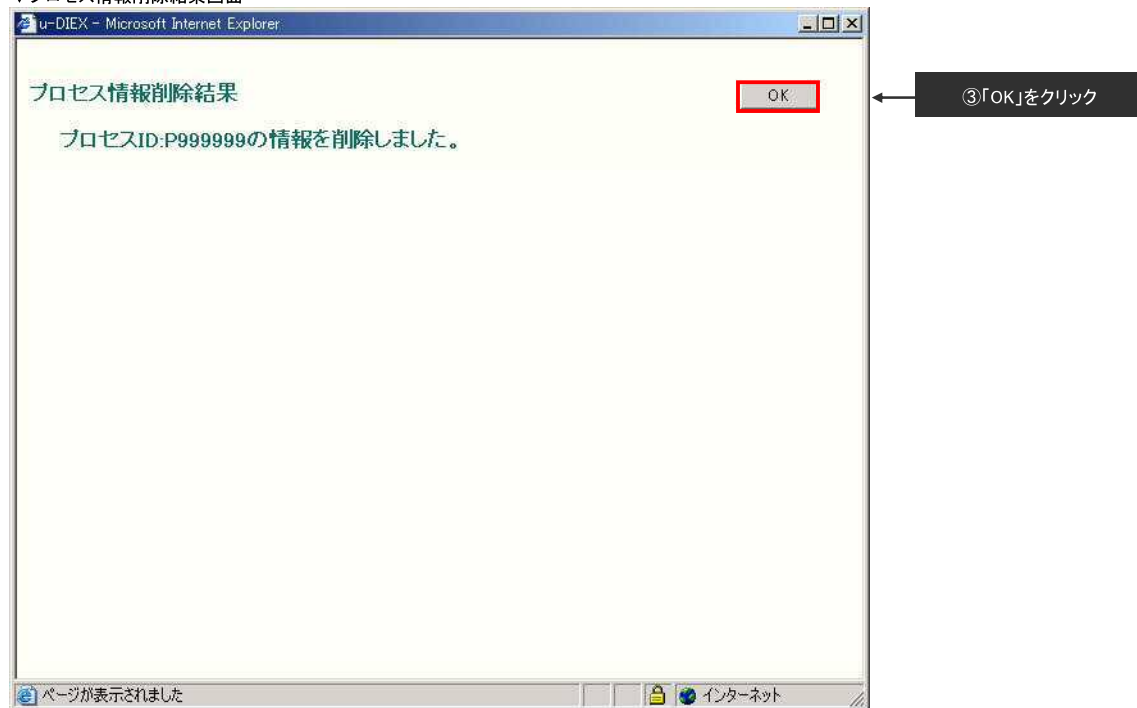 u-DIEX - Microsoft Internet Explorer
プロセス情報削除結果
OK
③「OK」をクリック
プロセスID:P999999の情報を削除しました。
ページが表示されました
インターネット